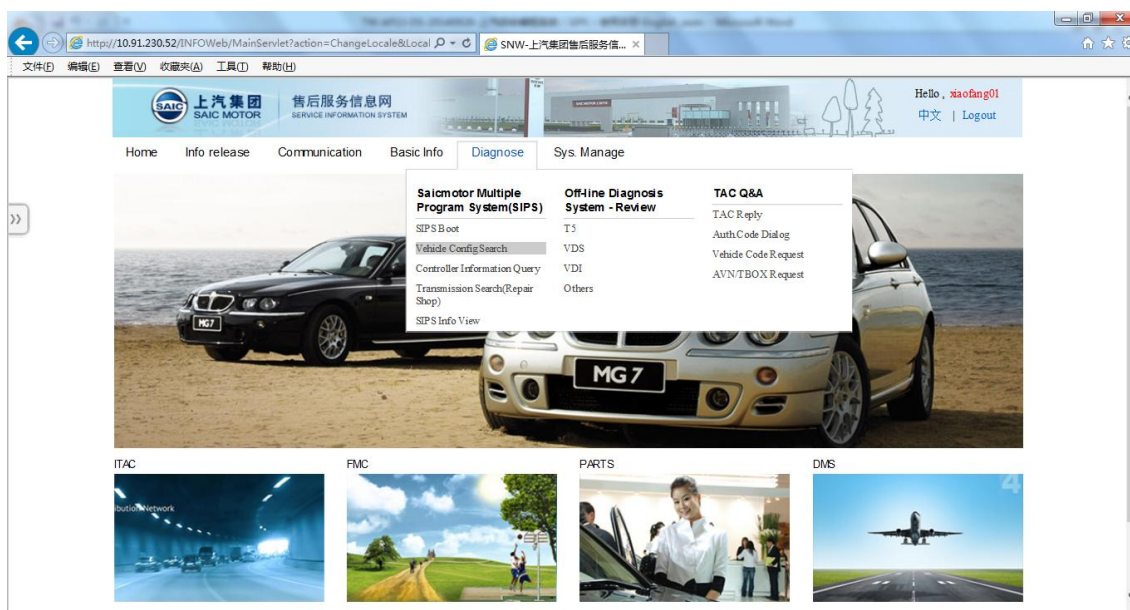 http://10.91.230.52/INFOWeb/MainServlet?action=ChangeLocale&Local
SNW-上汽集团售后服务信...
文件(F) 编辑(E) 查看(V) 收藏夹(A) 工具(T) 帮助(H)
SAIC
上汽集团
SAIC MOTOR
售后服务信息网
SERVICE INFORMATION SYSTEM
Hello , xiaofang01
中文 | Logout
Home Info release Communication Basic Info Diagnose Sys. Manage
Saicmotor Multiple
Program System(SIPS)
SIPS Boot
Vehicle Config Search
Controller Information Query
Transmission Search(Repair
Shop)
SIPS Info View
Off-line Diagnosis
System - Review
T5
VDS
VDI
Others
TAC Q&A
TAC Reply
Auth.Code Dialog
Vehicle Code Request
AVN/TBOX Request
MG7
MG 7
ITAC
FMC
PARTS
DMS
ibution Network
4